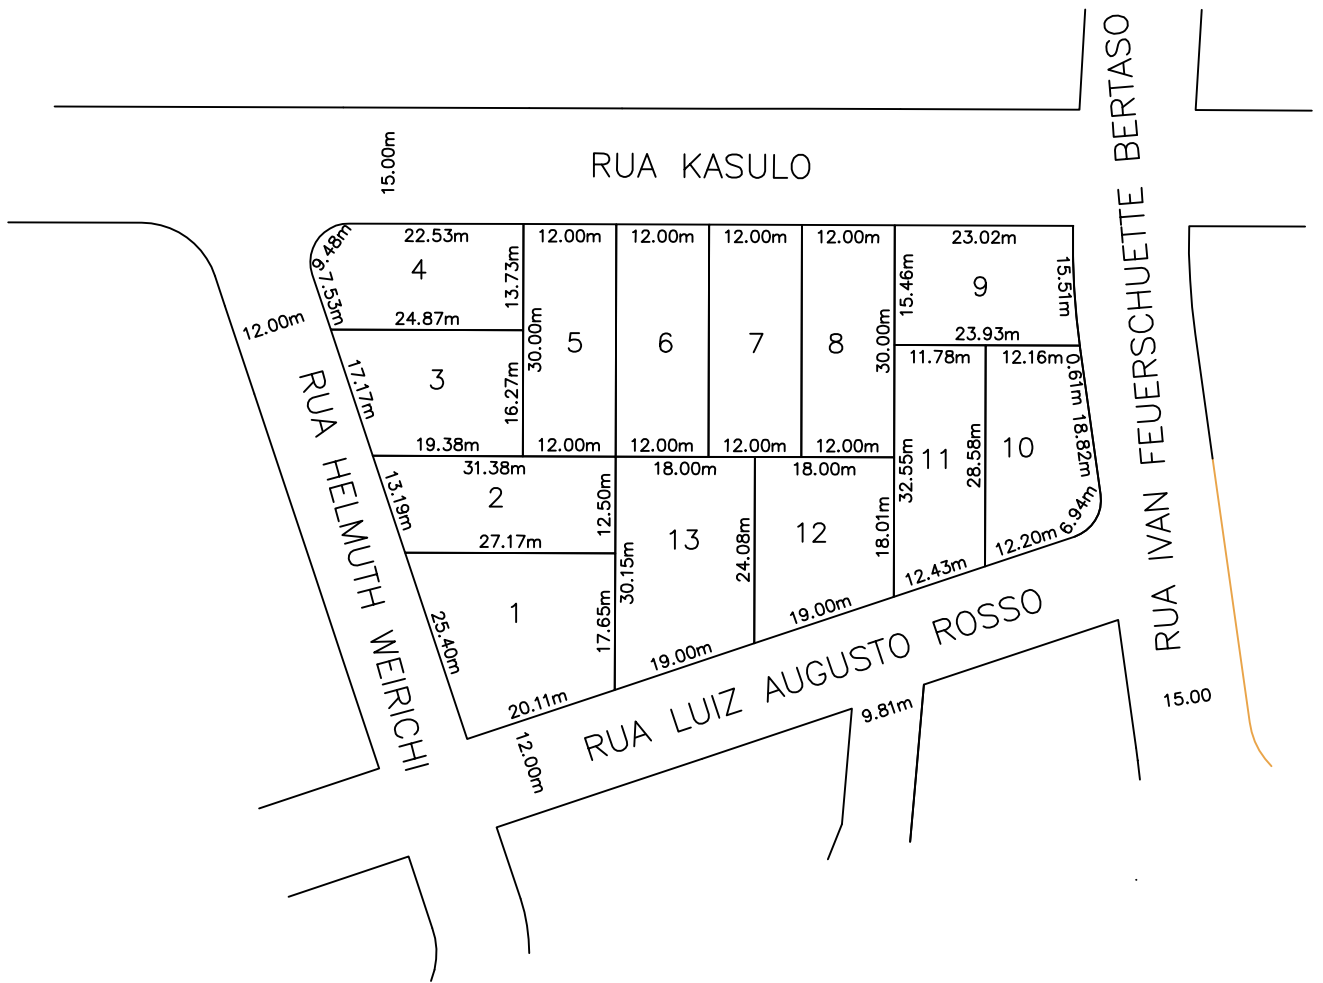 RUA IVAN FEUERSCHUETTE BERTASO
15.00m
RUA KASULO
22.53m
12.00m
12.00m
12.00m
12.00m
23.02m
9.48m
4
13.73m
15.46m
15.51m
9
7.53m
24.87m
12.00m
30.00m
5
6
7
8
30.00m
23.93m
11.78m
12.16m
0.61m
17.17m
3
16.27m
RUA HELMUTH WEIRICHI
19.38m
12.00m
12.00m
12.00m
12.00m
32.55m
11
28.58m
10
18.82m
31.38m
18.00m
18.00m
13.19m
2
12.50m
6.94m
27.17m
13
24.08m
12
18.01m
12.20m
30.15m
12.43m
1
17.65m
25.40m
19.00m
19.00m
20.11m
RUA LUIZ AUGUSTO ROSSO
9.81m
15.00
12.00m